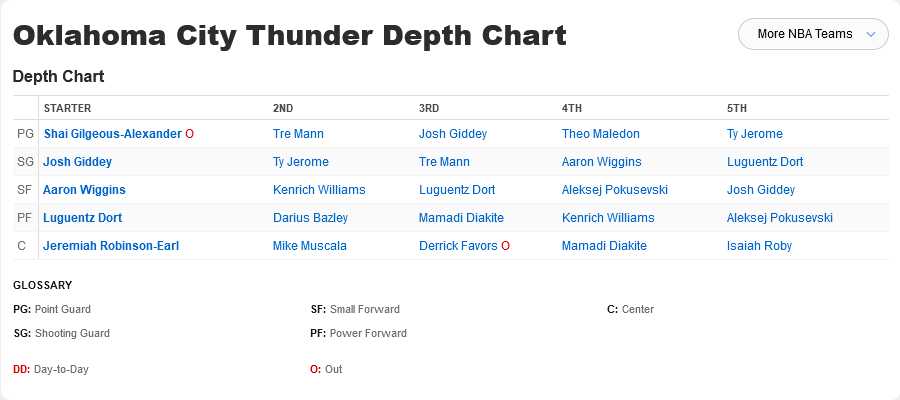 Oklahoma City Thunder Depth Chart
More NBA Teams
Depth Chart
STARTER 2ND 3RD 4TH 5TH
PG Shai Gilgeous-Alexander O Tre Mann Josh Giddey Theo Maledon Ty Jerome
SG Josh Giddey Ty Jerome Tre Mann Aaron Wiggins Luguentz Dort
SF Aaron Wiggins Kenrich Williams Luguentz Dort Aleksej Pokusevski Josh Giddey
PF Luguentz Dort Darius Bazley Mamadi Diakite Kenrich Williams Aleksej Pokusevski
C Jeremiah Robinson-Earl Mike Muscala Derrick Favors O Mamadi Diakite Isaiah Roby
GLOSSARY
PG: Point Guard SF: Small Forward C: Center
SG: Shooting Guard PF: Power Forward
DD: Day-to-Day O: Out